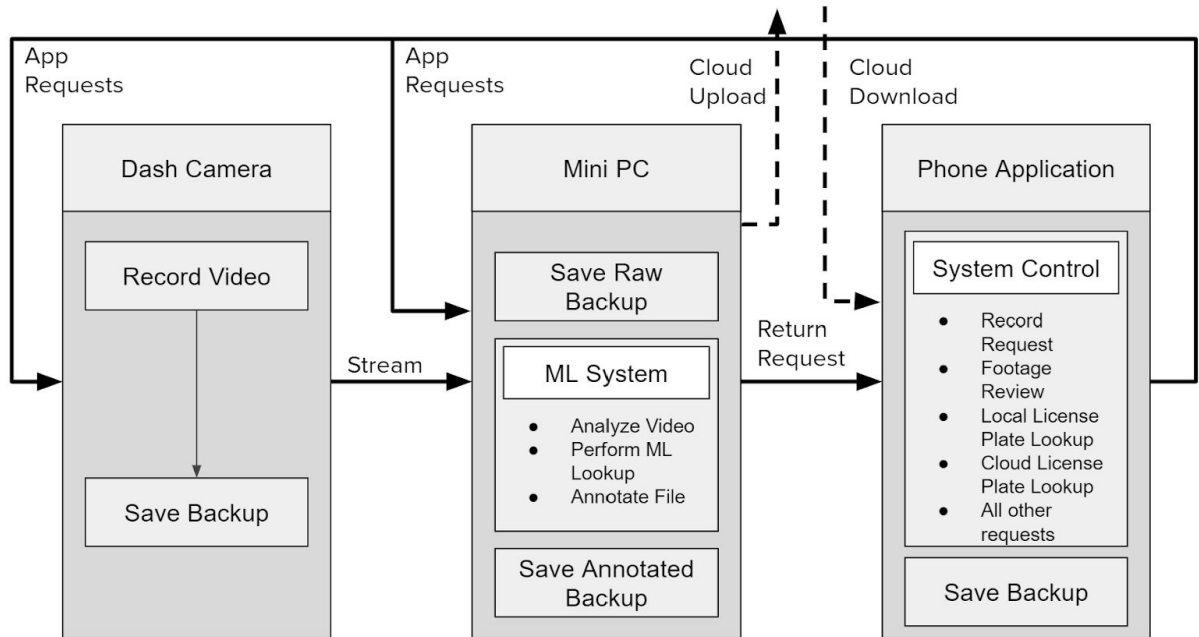 App
Requests
App
Requests
Cloud
Upload
Cloud
Download
Dash Camera
Record Video
Save Backup
Stream
Mini PC
Save Raw
Backup
ML System
● Analyze Video
● Perform ML
Lookup
● Annotate File
Save Annotated
Backup
Return
Request
Phone Application
System Control
● Record
Request
● Footage
Review
● Local License
Plate Lookup
● Cloud License
Plate Lookup
● All other
requests
Save Backup